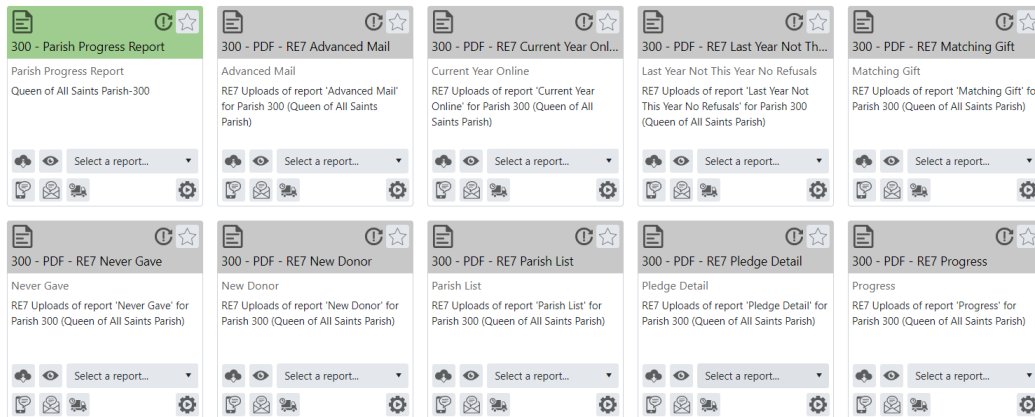 300 - Parish Progress Report
Parish Progress Report
Queen of All Saints Parish-300
Select a report...
300 - PDF - RE7 Advanced Mail
Advanced Mail
RE7 Uploads of report 'Advanced Mail'
for Parish 300 (Queen of All Saints
Parish)
Select a report...
300 - PDF - RE7 Current Year Onl...
Current Year Online
RE7 Uploads of report 'Current Year
Online' for Parish 300 (Queen of All
Saints Parish)
Select a report...
300 - PDF - RE7 Last Year Not Th...
Last Year Not This Year No Refusals
RE7 Uploads of report 'Last Year Not
This Year No Refusals' for Parish 300
(Queen of All Saints Parish)
Select a report...
300 - PDF - RE7 Matching Gift
Matching Gift
RE7 Uploads of report 'Matching Gift' fo
Parish 300 (Queen of All Saints Parish)
Select a report...
300 - PDF - RE7 Never Gave
Never Gave
RE7 Uploads of report 'Never Gave' for
Parish 300 (Queen of All Saints Parish)
Select a report...
300 - PDF - RE7 New Donor
New Donor
RE7 Uploads of report 'New Donor' for
Parish 300 (Queen of All Saints Parish)
Select a report...
300 - PDF - RE7 Parish List
Parish List
RE7 Uploads of report 'Parish List' for
Parish 300 (Queen of All Saints Parish)
Select a report...
300 - PDF - RE7 Pledge Detail
Pledge Detail
RE7 Uploads of report 'Pledge Detail' for
Parish 300 (Queen of All Saints Parish)
Select a report...
300 - PDF - RE7 Progress
Progress
RE7 Uploads of report 'Progress' for
Parish 300 (Queen of All Saints Parish)
Select a report...